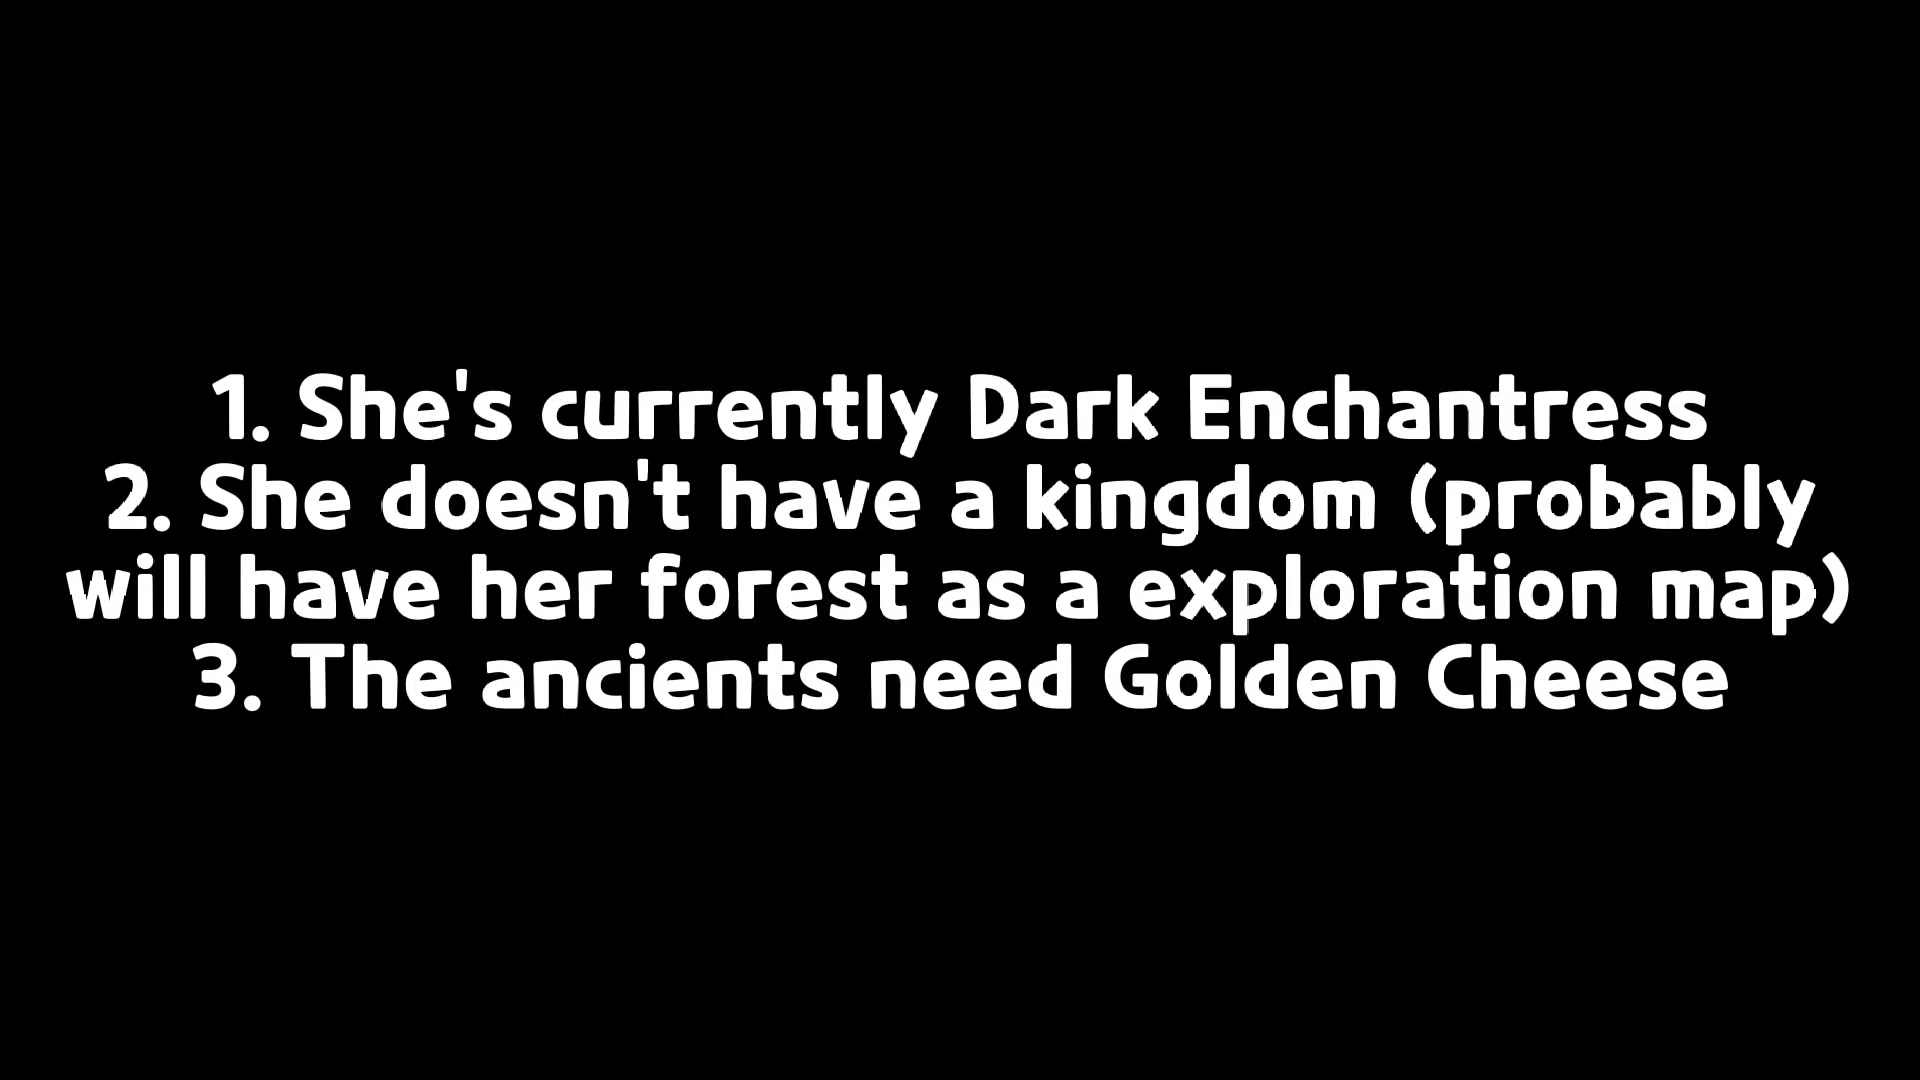 1. She's currently Dark Enchantress
2. She doesn't have a kingdom (probably
will have her forest as a exploration map)
3. The ancients need Golden Cheese